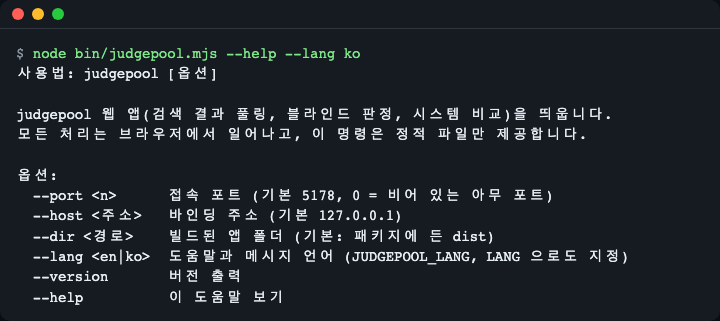 $ node bin/judgepool.mjs --help --lang ko
사용법: judgepool [옵션]
judgepool 웹 앱(검색 결과 풀링, 블라인드 판정, 시스템 비교)을 띄웁니다.
모든 처리는 브라우저에서 일어나고, 이 명령은 정적 파일만 제공합니다.
옵션:
--port <n> 접속 포트 (기본 5178, 0 = 비어 있는 아무 포트)
--host <주소> 바인딩 주소 (기본 127.0.0.1)
--dir <경로> 빌드된 앱 폴더 (기본: 패키지에 든 dist)
--lang <en|ko> 도움말과 메시지 언어 (JUDGEPOOL_LANG, LANG 으로도 지정)
--version 버전 출력
--help 이 도움말 보기